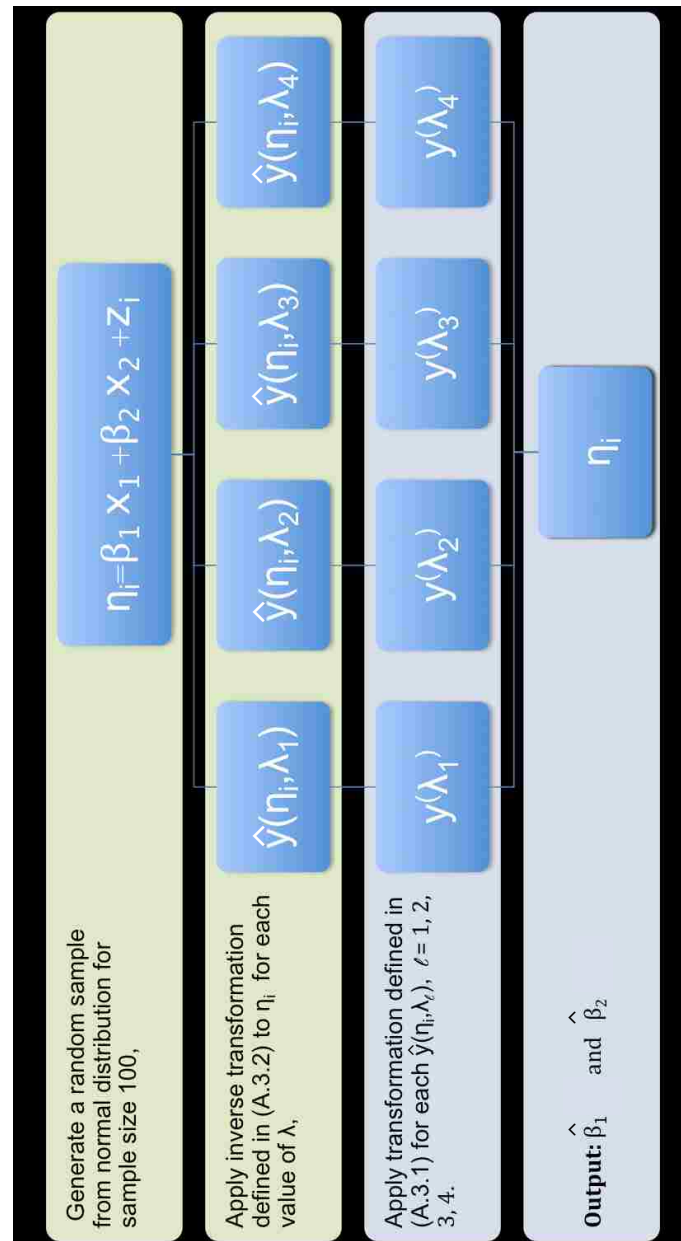 Generate a random sample
from normal distribution for
sample size 100,
ηᵢ=β₁ x₁ +β₂ x₂ +zᵢ
Apply inverse transformation
defined in (A.3.2) to ηᵢ for each
value of λ,
ŷ(ηᵢ,λ₁)
ŷ(ηᵢ,λ₂)
ŷ(ηᵢ,λ₃)
ŷ(ηᵢ,λ₄)
Apply transformation defined in
(A.3.1) for each ŷ(ηᵢ,λ_ℓ), ℓ = 1, 2,
3, 4.
y⁽λ₁⁾
y⁽λ₂⁾
y⁽λ₃⁾
y⁽λ₄⁾
Output: β̂₁ and β̂₂
ηᵢ